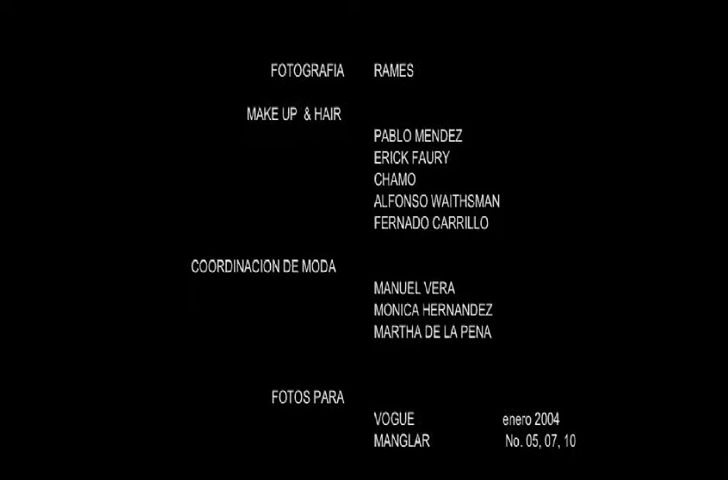 FOTOGRAFIA RAMES
MAKE UP & HAIR
PABLO MENDEZ
ERICK FAURY
CHAMO
ALFONSO WAITHSMAN
FERNADO CARRILLO
COORDINACION DE MODA
MANUEL VERA
MONICA HERNANDEZ
MARTHA DE LA PENA
FOTOS PARA
VOGUE enero 2004
MANGLAR No. 05, 07, 10